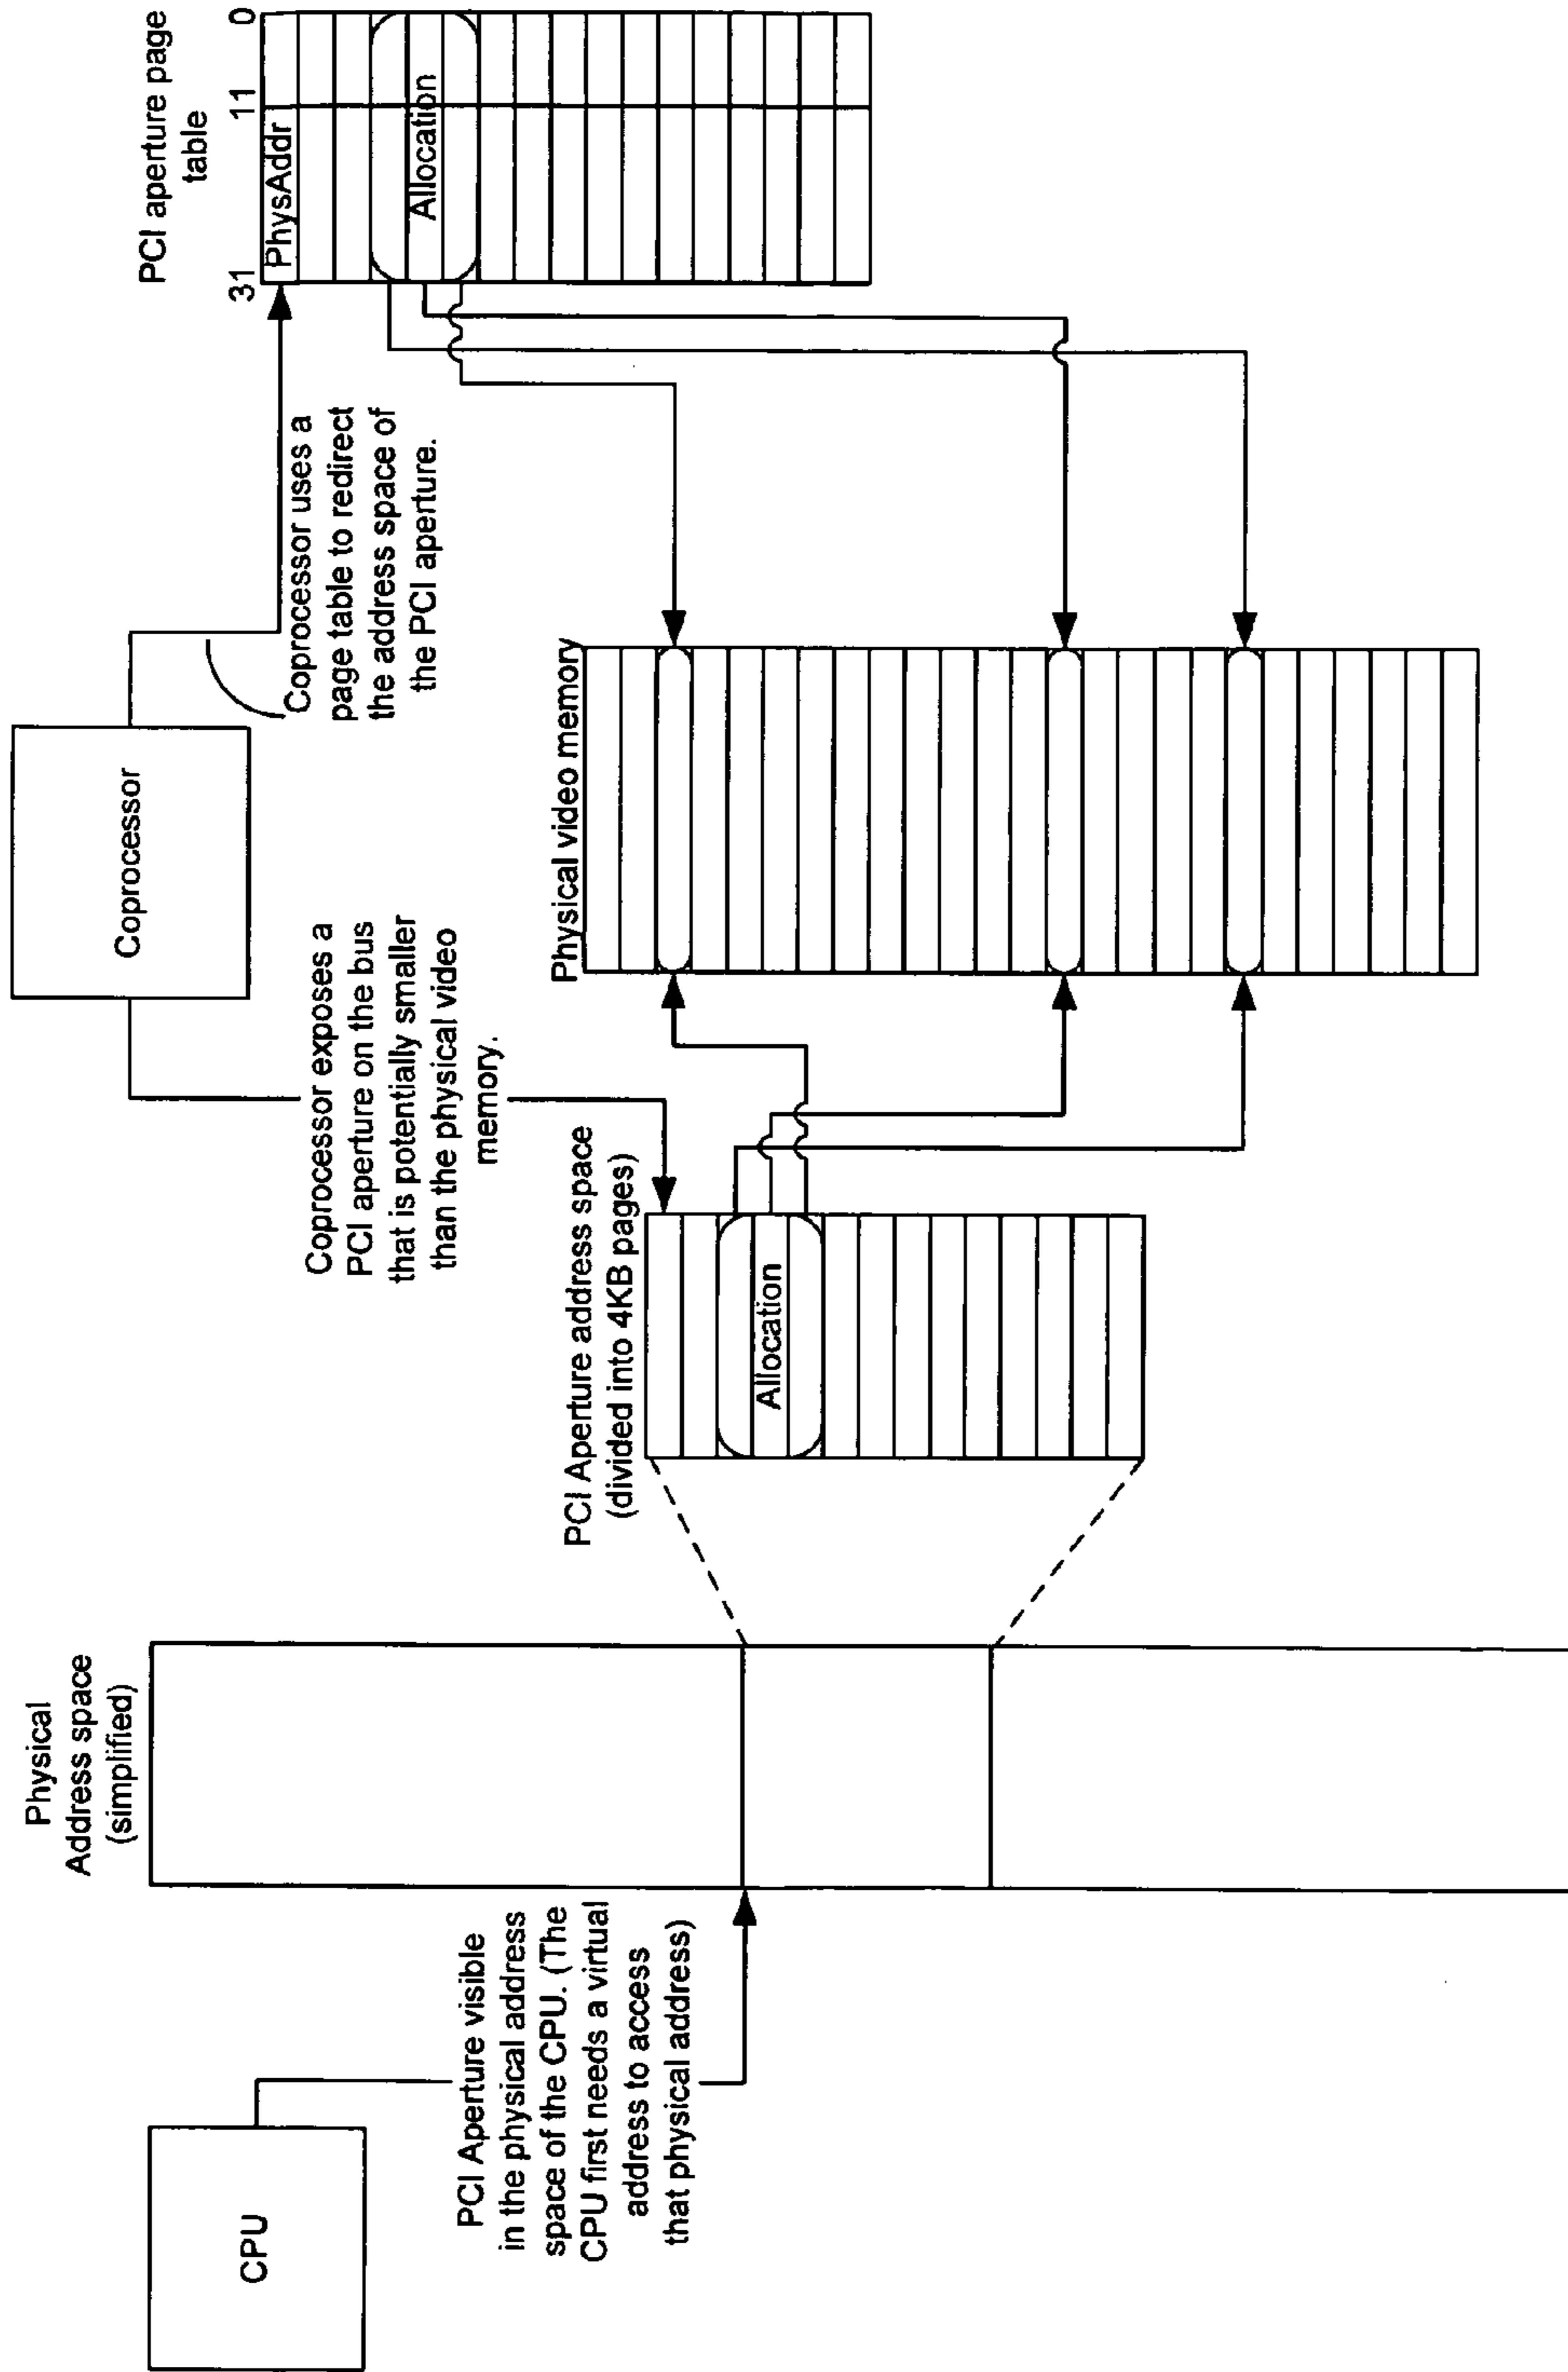 CPU
PCI Aperture visible
in the physical address
space of the CPU. (The
CPU first needs a virtual
address to access
that physical address)
Physical
Address space
(simplified)
PCI Aperture address space
(divided into 4KB pages)
Allocation
Coprocessor exposes a
PCI aperture on the bus
that is potentially smaller
than the physical video
memory.
Coprocessor
Physical video memory
Coprocessor uses a
page table to redirect
the address space of
the PCI aperture.
PCI aperture page
table
31
11
0
PhysAddr
Allocation